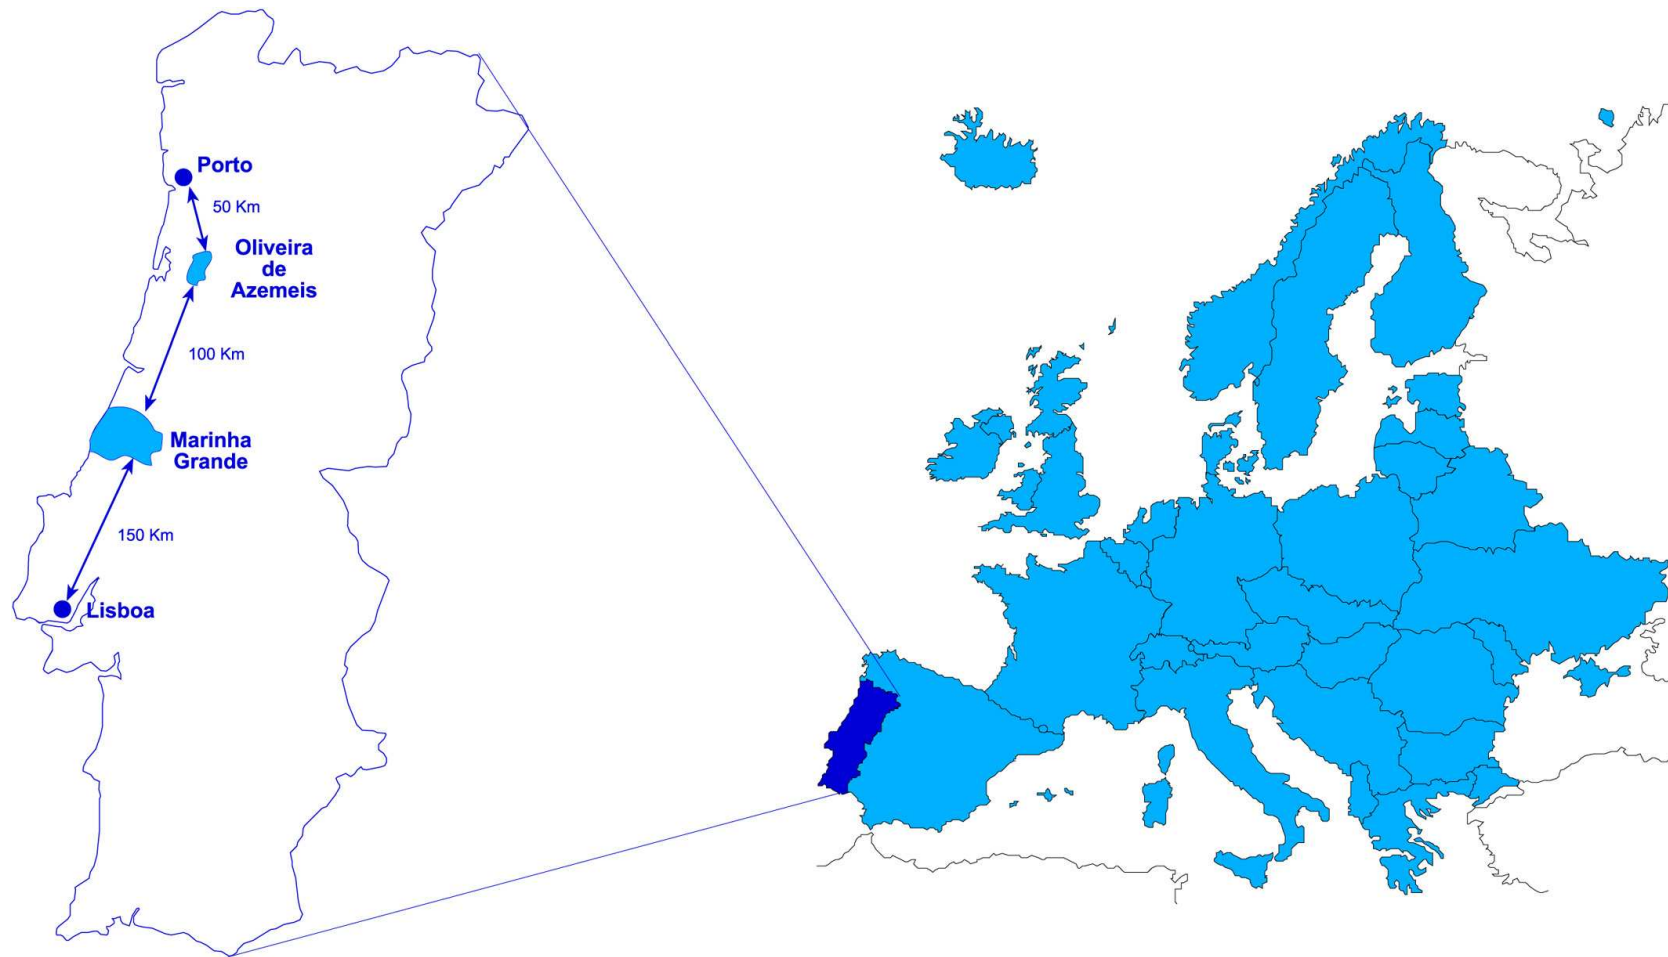 Porto
50 Km
Oliveira
de
Azemeis
100 Km
Marinha
Grande
150 Km
Lisboa